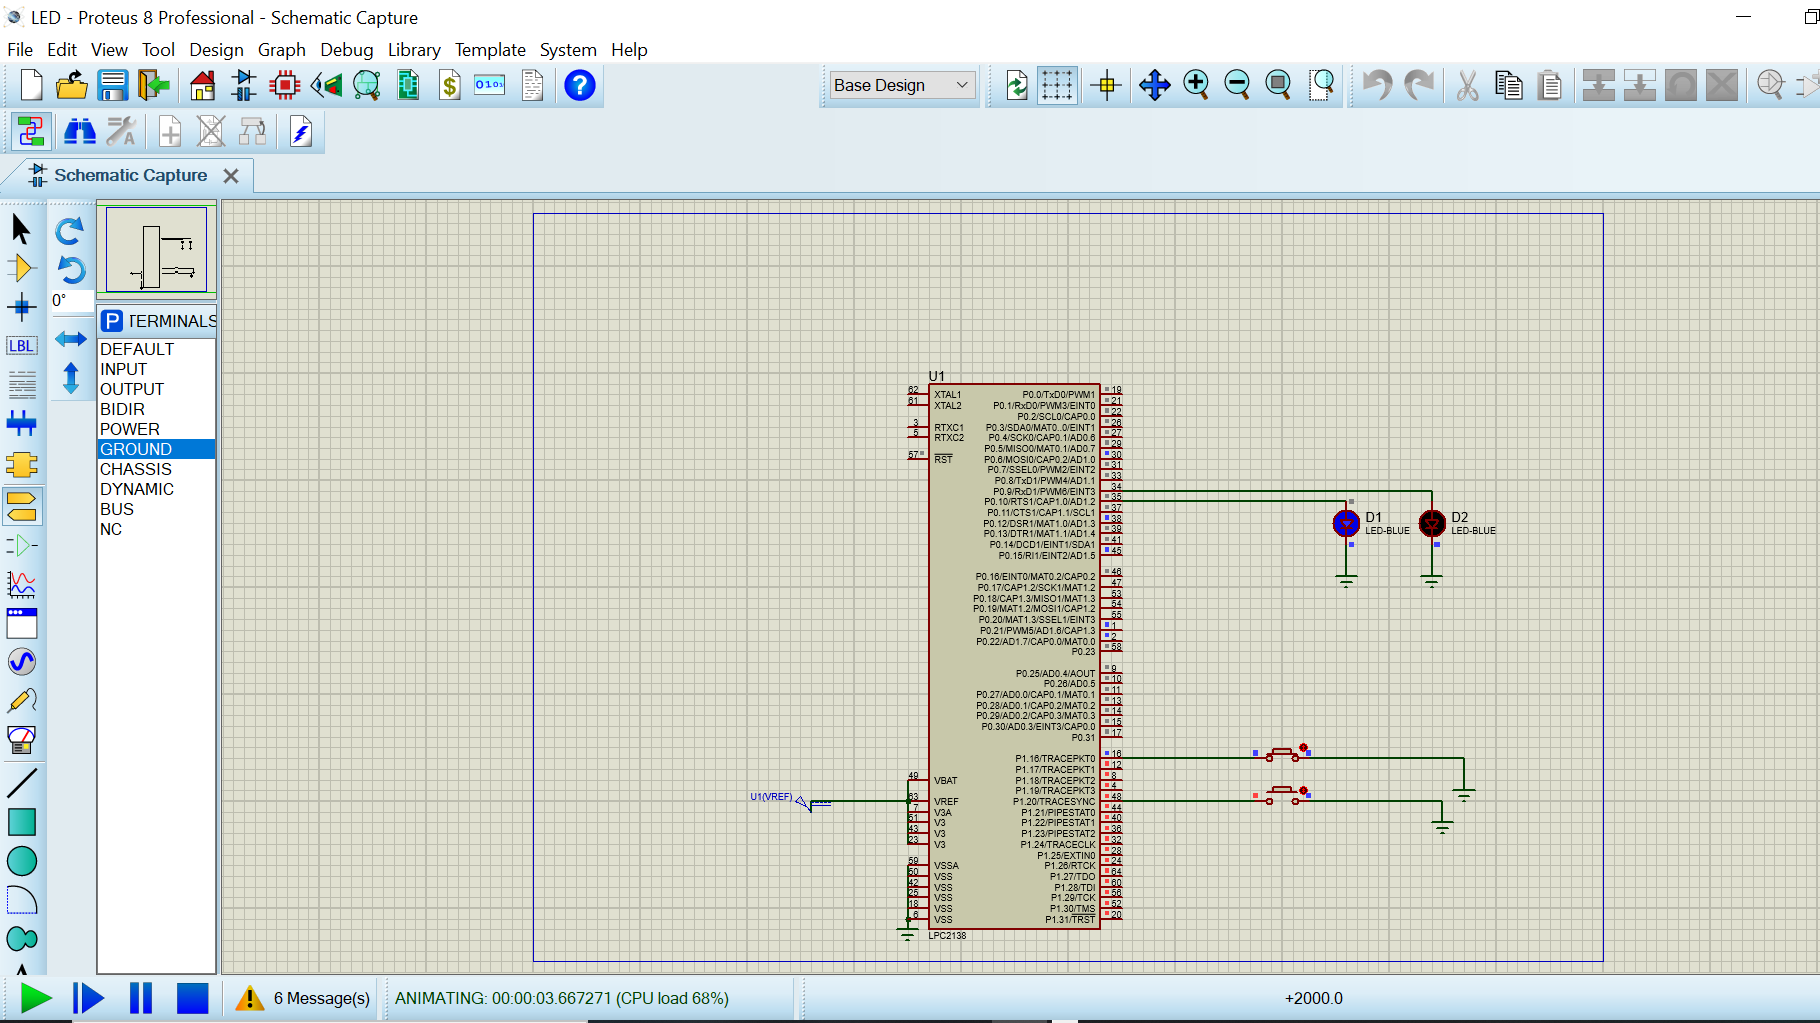 LED - Proteus 8 Professional - Schematic Capture
File Edit View Tool Design Graph Debug Library Template System Help
Base Design
Schematic Capture
0°
LBL
P TERMINALS
DEFAULT
INPUT
OUTPUT
BIDIR
POWER
GROUND
CHASSIS
DYNAMIC
BUS
NC
U1
62 XTAL1 P0.0/TxD0/PWM1 19
61 XTAL2 P0.1/RxD0/PWM3/EINT0 21
P0.2/SCL0/CAP0.0 22
3 RTXC1 P0.3/SDA0/MAT0..0/EINT1 26
5 RTXC2 P0.4/SCK0/CAP0.1/AD0.6 27
P0.5/MISO0/MAT0.1/AD0.7 29
57 RST P0.6/MOSI0/CAP0.2/AD1.0 30
P0.7/SSEL0/PWM2/EINT2 31
P0.8/TxD1/PWM4/AD1.1 33
P0.9/RxD1/PWM6/EINT3 34
P0.10/RTS1/CAP1.0/AD1.2 35
P0.11/CTS1/CAP1.1/SCL1 37
P0.12/DSR1/MAT1.0/AD1.3 38
P0.13/DTR1/MAT1.1/AD1.4 39
P0.14/DCD1/EINT1/SDA1 41
P0.15/RI1/EINT2/AD1.5 45
D1
LED-BLUE
D2
LED-BLUE
P0.16/EINT0/MAT0.2/CAP0.2 46
P0.17/CAP1.2/SCK1/MAT1.2 47
P0.18/CAP1.3/MISO1/MAT1.3 53
P0.19/MAT1.2/MOSI1/CAP1.2 54
P0.20/MAT1.3/SSEL1/EINT3 55
P0.21/PWM5/AD1.6/CAP1.3 1
P0.22/AD1.7/CAP0.0/MAT0.0 2
P0.23 58
P0.25/AD0.4/AOUT 9
P0.26/AD0.5 10
P0.27/AD0.0/CAP0.1/MAT0.1 11
P0.28/AD0.1/CAP0.2/MAT0.2 13
P0.29/AD0.2/CAP0.3/MAT0.3 14
P0.30/AD0.3/EINT3/CAP0.0 15
P0.31 17
P1.16/TRACEPKT0 16
P1.17/TRACEPKT1 12
49 VBAT P1.18/TRACEPKT2 8
P1.19/TRACEPKT3 4
U1(VREF) 63 VREF P1.20/TRACESYNC 48
7 V3A P1.21/PIPESTAT0 44
51 V3 P1.22/PIPESTAT1 40
43 V3 P1.23/PIPESTAT2 36
23 V3 P1.24/TRACECLK 32
P1.25/EXTIN0 28
59 VSSA P1.26/RTCK 24
50 VSS P1.27/TDO 64
42 VSS P1.28/TDI 60
25 VSS P1.29/TCK 56
18 VSS P1.30/TMS 52
6 VSS P1.31/TRST 20
LPC2138
6 Message(s)
ANIMATING: 00:00:03.667271 (CPU load 68%)
+2000.0